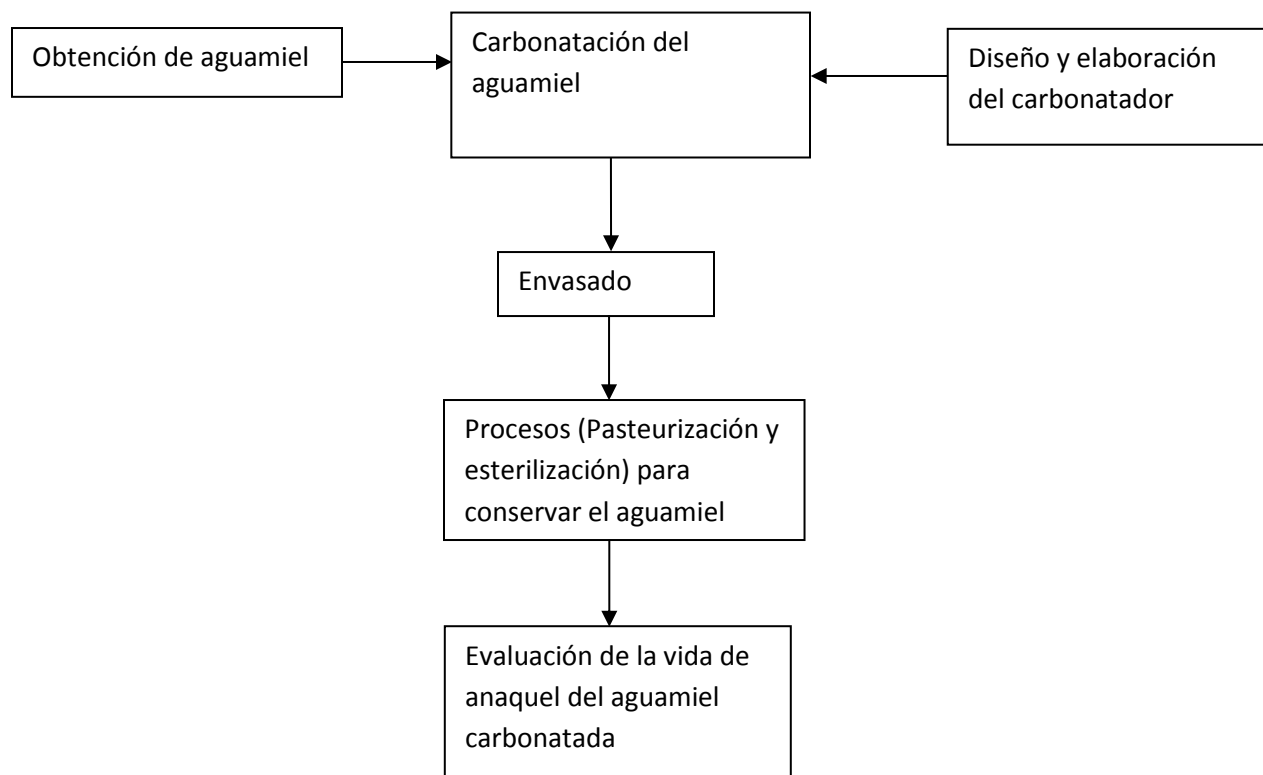 Obtención de aguamiel
Carbonatación del
aguamiel
Diseño y elaboración
del carbonatador
Envasado
Procesos (Pasteurización y
esterilización) para
conservar el aguamiel
Evaluación de la vida de
anaquel del aguamiel
carbonatada